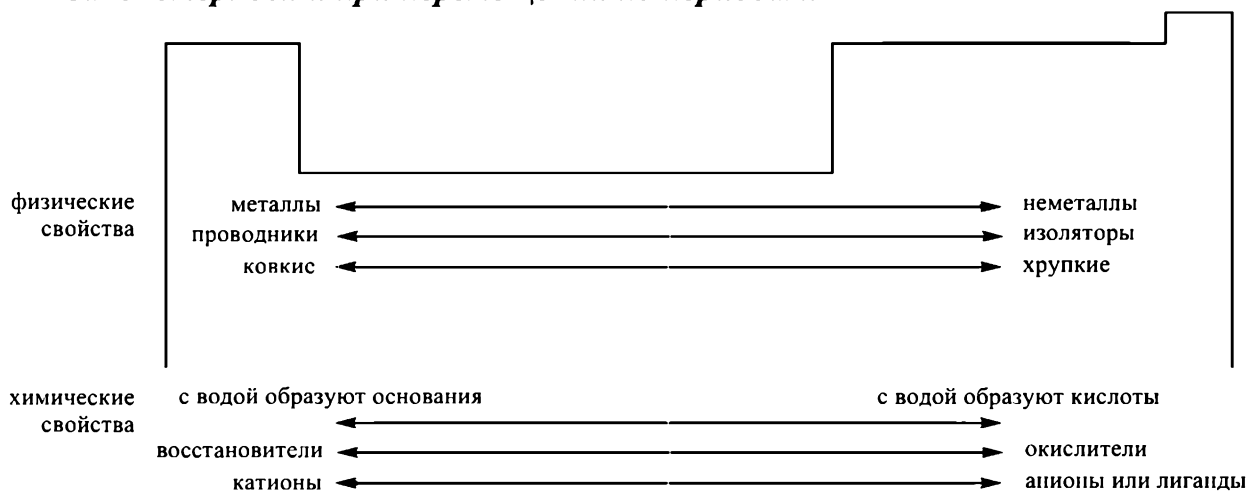 физические
свойства
металлы
неметаллы
проводники
изоляторы
ковкис
хрупкие
химические
свойства
с водой образуют основания
с водой образуют кислоты
восстановители
окислители
катионы
анионы или лиганды